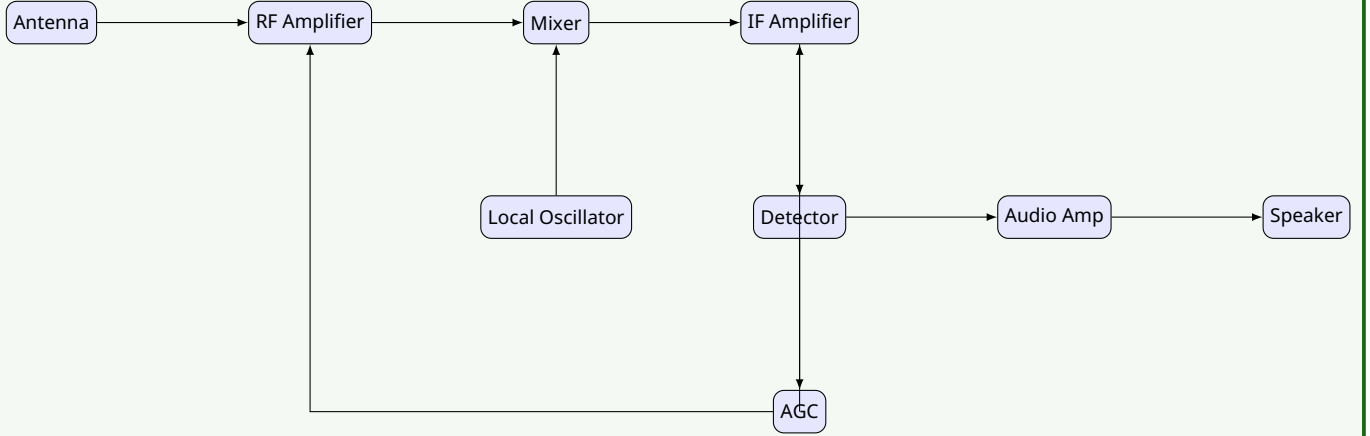 Antenna
RF Amplifier
Mixer
IF Amplifier
Local Oscillator
Detector
Audio Amp
Speaker
AGC